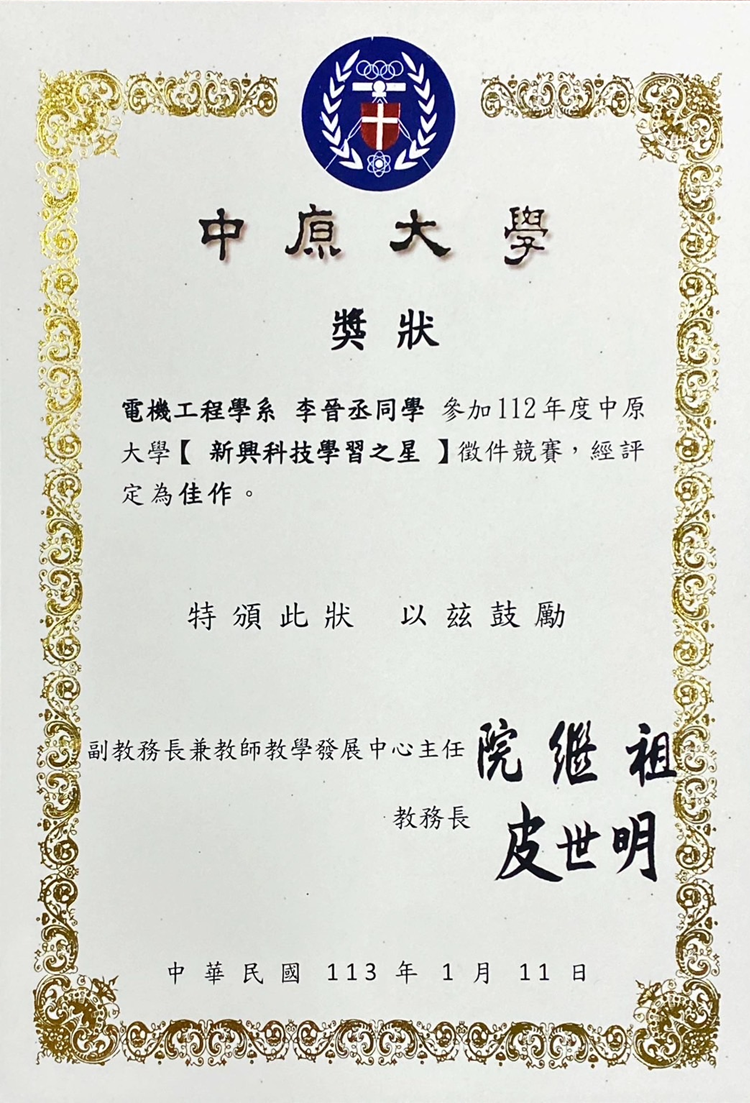 中原大學
獎狀
電機工程學系 李晉丞同學 參加112年度中原
大學【 新興科技學習之星 】徵件競賽，經評
定為佳作。
特頒此狀 以茲鼓勵
副教務長兼教師教學發展中心主任 院繼祖
教務長 皮世明
中華民國 113 年 1 月 11 日